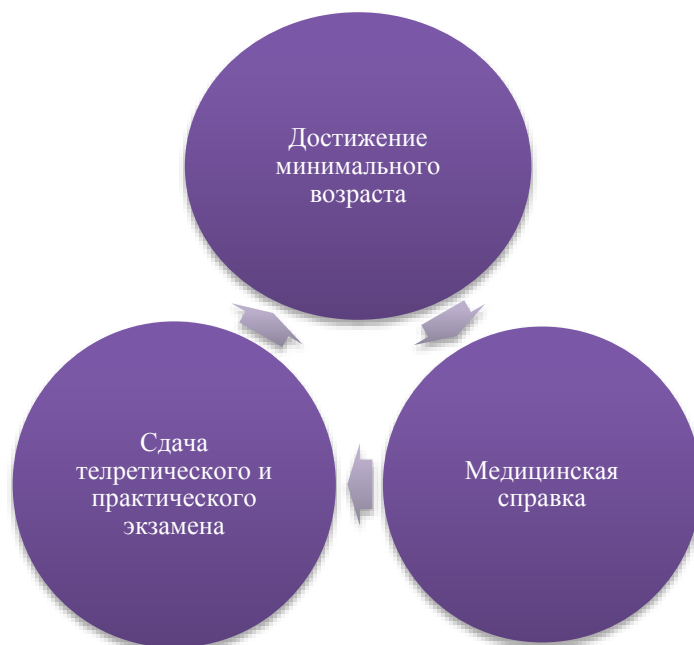 Достижение
минимального
возраста
Сдача
телретического и
практического
экзамена
Медицинская
справка